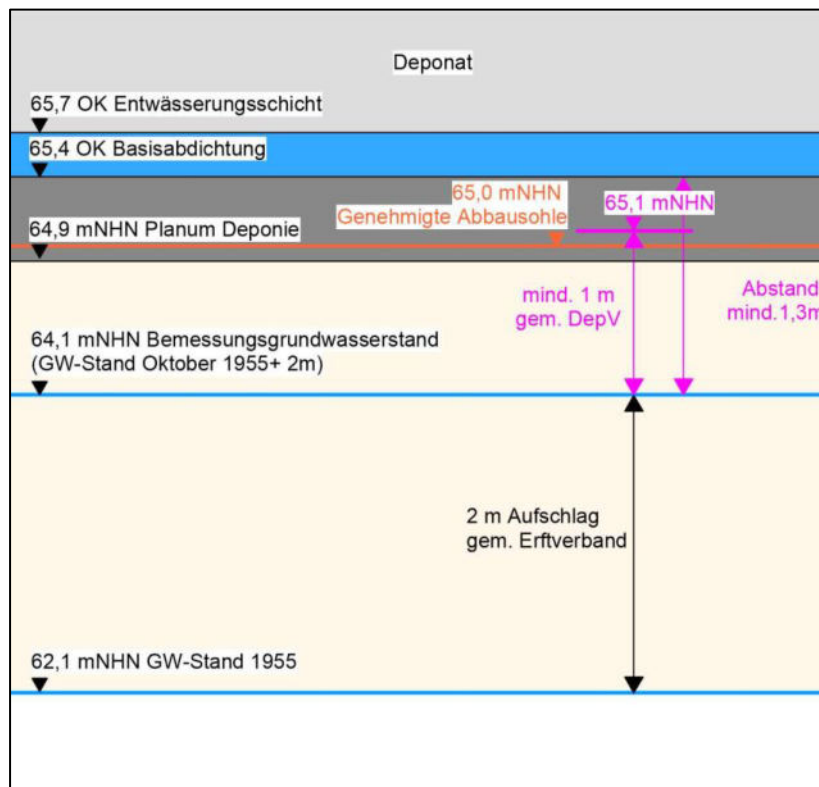 Deponat
65,7 OK Entwässerungsschicht
65,4 OK Basisabdichtung
65,0 mNHN
Genehmigte Abbausohle
65,1 mNHN
64,9 mNHN Planum Deponie
mind. 1 m
gem. DepV
Abstand
mind.1,3m
64,1 mNHN Bemessungsgrundwasserstand
(GW-Stand Oktober 1955+ 2m)
2 m Aufschlag
gem. Erftverband
62,1 mNHN GW-Stand 1955